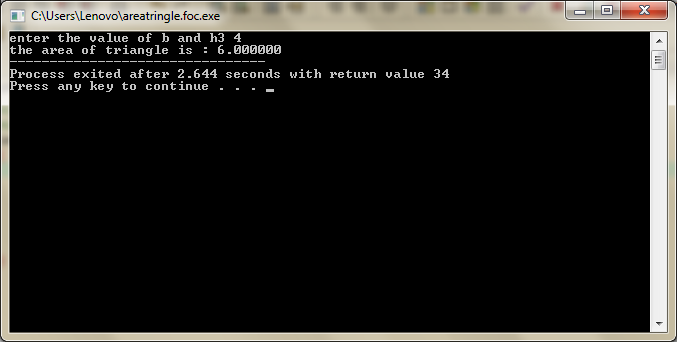 C:\Users\Lenovo\areatringle.foc.exe
enter the value of b and h3 4
the area of triangle is : 6.000000
--------------------------------
Process exited after 2.644 seconds with return value 34
Press any key to continue . . . _